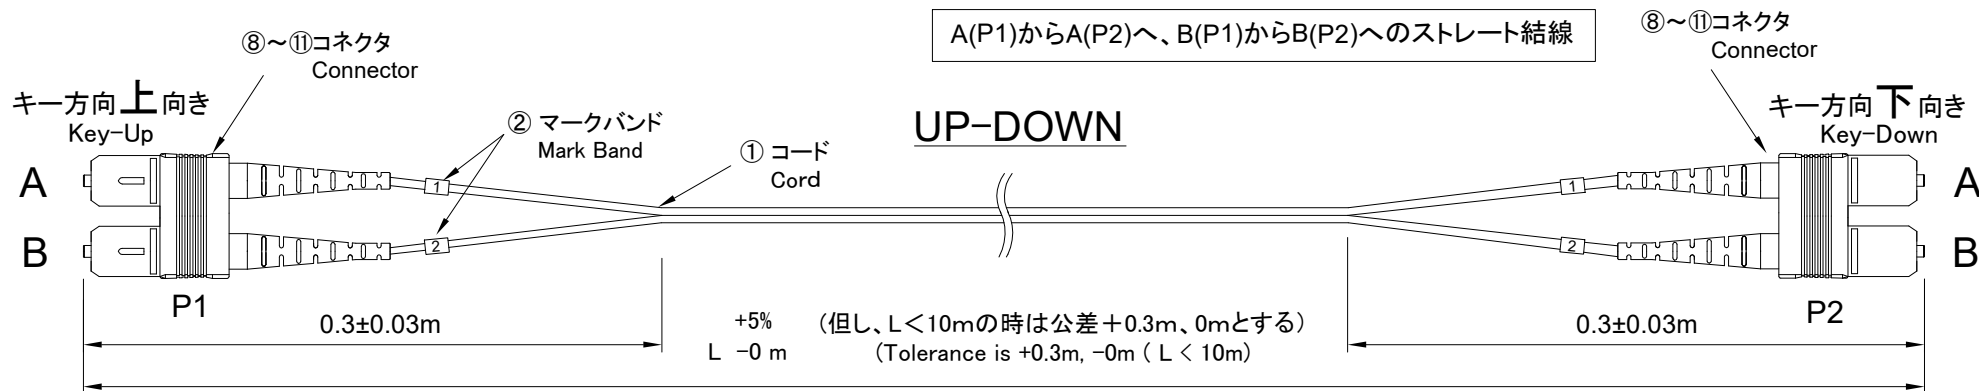 A(P1)からA(P2)へ、B(P1)からB(P2)へのストレート結線
⑧～⑪コネクタ
Connector
⑧～⑪コネクタ
Connector
キー方向上向き
Key-Up
② マークバンド
Mark Band
① コード
Cord
UP-DOWN
キー方向下向き
Key-Down
A
1
1
A
B
2
2
B
P1
P2
0.3±0.03m
+5%
L -0 m
(但し、L＜10mの時は公差＋0.3m、0mとする)
(Tolerance is +0.3m, -0m ( L < 10m)
0.3±0.03m